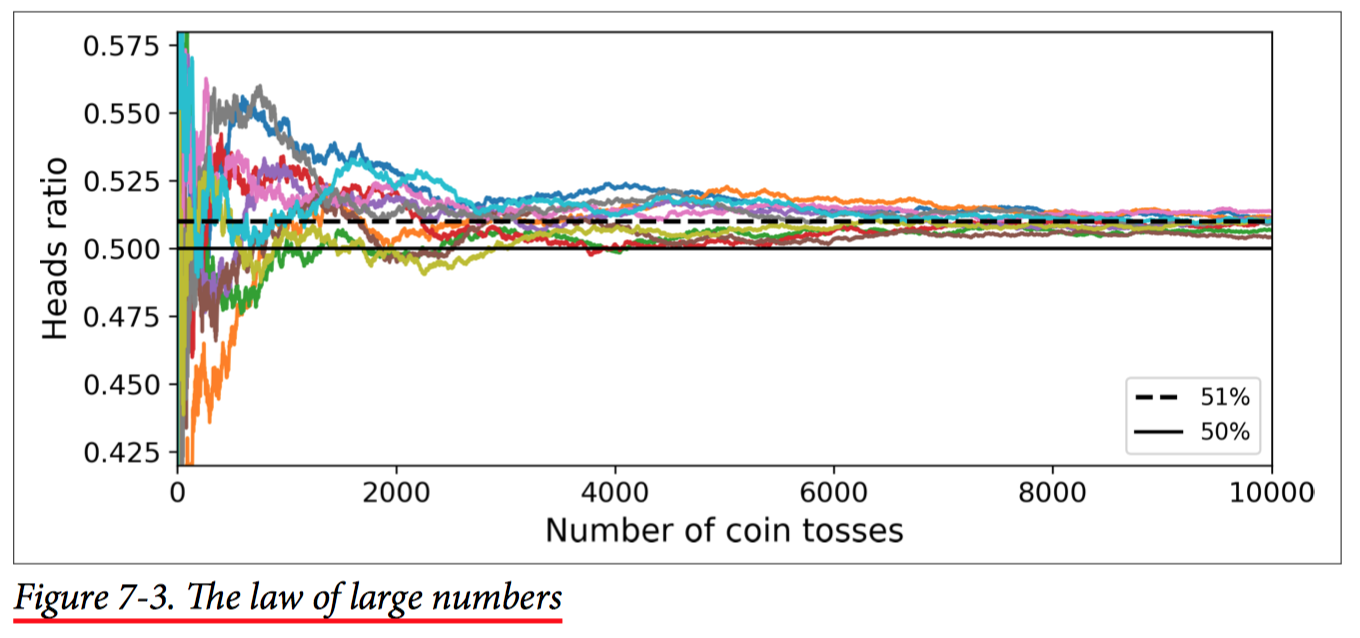 0.575
0.550
0.525
0.500
0.475
0.450
0.425
Heads ratio
51%
50%
0 2000 4000 6000 8000 10000
Number of coin tosses
Figure 7-3. The law of large numbers